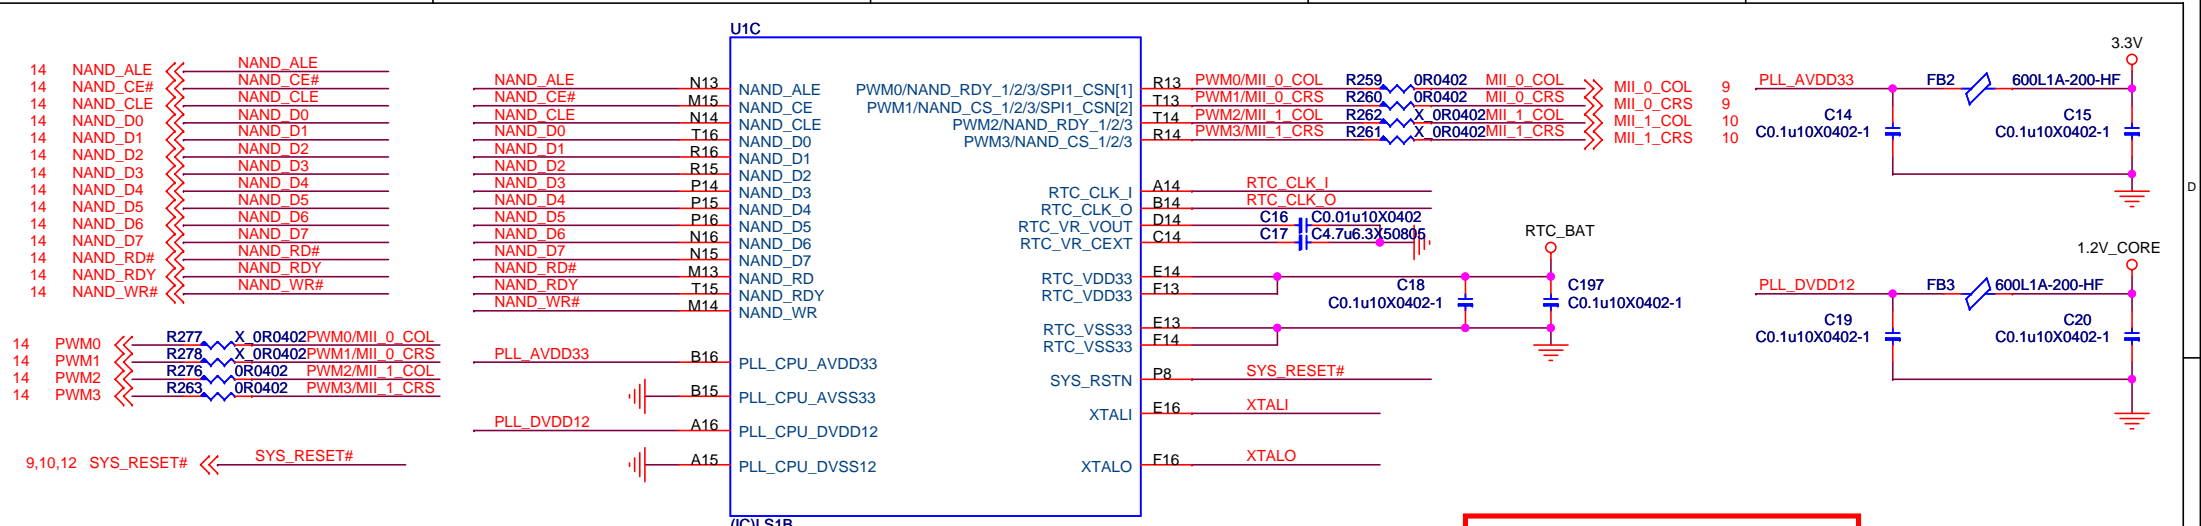 U1C
14 NAND_ALE NAND_ALE
14 NAND_CE# NAND_CE#
14 NAND_CLE NAND_CLE
14 NAND_D0 NAND_D0
14 NAND_D1 NAND_D1
14 NAND_D2 NAND_D2
14 NAND_D3 NAND_D3
14 NAND_D4 NAND_D4
14 NAND_D5 NAND_D5
14 NAND_D6 NAND_D6
14 NAND_D7 NAND_D7
14 NAND_RD# NAND_RD#
14 NAND_RDY NAND_RDY
14 NAND_WR# NAND_WR#
14 PWM0 R277 X_0R0402 PWM0/MII_0_COL
14 PWM1 R278 X_0R0402 PWM1/MII_0_CRS
14 PWM2 R276 0R0402 PWM2/MII_1_COL
14 PWM3 R263 0R0402 PWM3/MII_1_CRS
9,10,12 SYS_RESET# SYS_RESET#
NAND_ALE N13 NAND_ALE
NAND_CE# M15 NAND_CE
NAND_CLE N14 NAND_CLE
NAND_D0 T16 NAND_D0
NAND_D1 R16 NAND_D1
NAND_D2 R15 NAND_D2
NAND_D3 P14 NAND_D3
NAND_D4 P15 NAND_D4
NAND_D5 P16 NAND_D5
NAND_D6 N16 NAND_D6
NAND_D7 N15 NAND_D7
NAND_RD# M13 NAND_RD
NAND_RDY T15 NAND_RDY
NAND_WR# M14 NAND_WR
PLL_AVDD33 B16 PLL_CPU_AVDD33
B15 PLL_CPU_AVSS33
PLL_DVDD12 A16 PLL_CPU_DVDD12
A15 PLL_CPU_DVSS12
PWM0/NAND_RDY_1/2/3/SPI1_CSN[1] R13 PWM0/MII_0_COL R259 0R0402 MII_0_COL MII_0_COL 9
PWM1/NAND_CS_1/2/3/SPI1_CSN[2] T13 PWM1/MII_0_CRS R260 0R0402 MII_0_CRS MII_0_CRS 9
PWM2/NAND_RDY_1/2/3 T14 PWM2/MII_1_COL R262 X_0R0402 MII_1_COL MII_1_COL 10
PWM3/NAND_CS_1/2/3 R14 PWM3/MII_1_CRS R261 X_0R0402 MII_1_CRS MII_1_CRS 10
RTC_CLK_I A14 RTC_CLK_I
RTC_CLK_O B14 RTC_CLK_O
RTC_VR_VOUT D14 C16 C0.01u10X0402
RTC_VR_CEXT C14 C17 C4.7u6.3X50805
RTC_BAT
RTC_VDD33 E14
RTC_VDD33 F13
C18 C0.1u10X0402-1
C197 C0.1u10X0402-1
RTC_VSS33 E13
RTC_VSS33 F14
SYS_RSTN P8 SYS_RESET#
XTALI E16 XTALI
XTALO F16 XTALO
(IC)LS1B
3.3V
PLL_AVDD33 FB2 600L1A-200-HF
C14 C0.1u10X0402-1
C15 C0.1u10X0402-1
1.2V_CORE
PLL_DVDD12 FB3 600L1A-200-HF
C19 C0.1u10X0402-1
C20 C0.1u10X0402-1
D